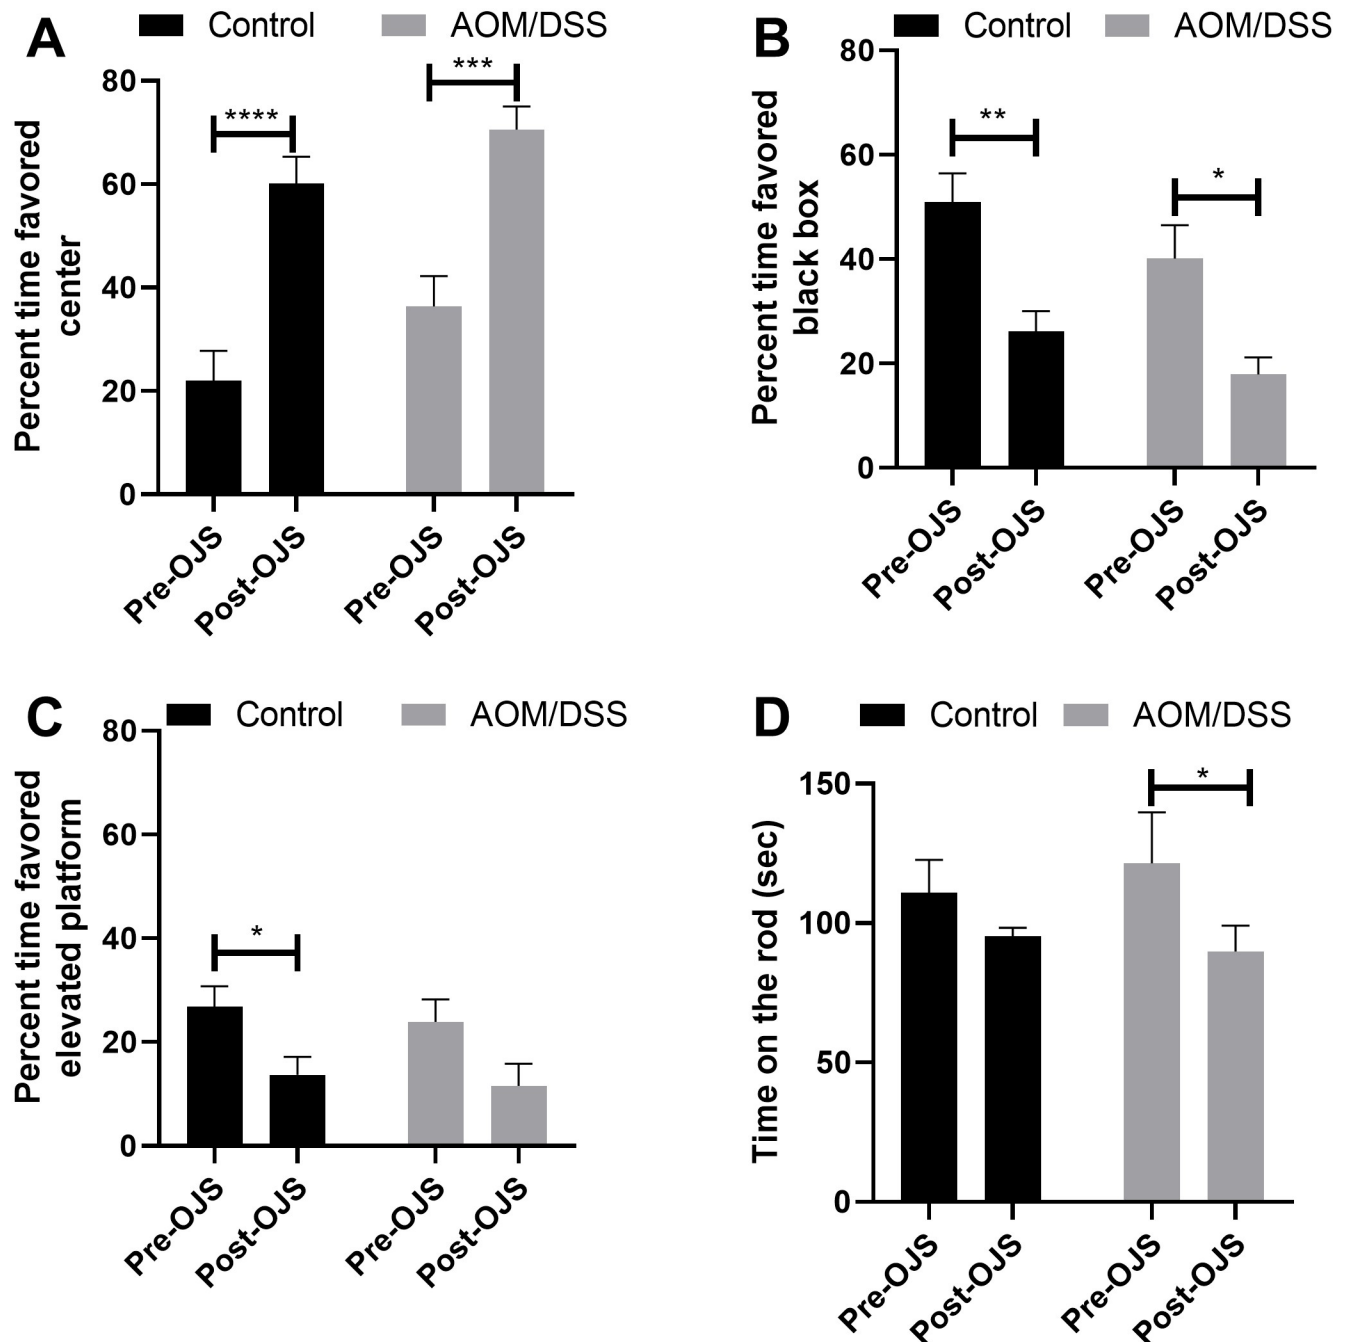 A
Control
AOM/DSS
Percent time favored
center
80
60
40
20
0
****
***
Pre-OJS
Post-OJS
Pre-OJS
Post-OJS
B
Control
AOM/DSS
Percent time favored
black box
80
60
40
20
0
**
*
Pre-OJS
Post-OJS
Pre-OJS
Post-OJS
C
Control
AOM/DSS
Percent time favored
elevated platform
80
60
40
20
0
*
Pre-OJS
Post-OJS
Pre-OJS
Post-OJS
D
Control
AOM/DSS
Time on the rod (sec)
150
100
50
0
*
Pre-OJS
Post-OJS
Pre-OJS
Post-OJS